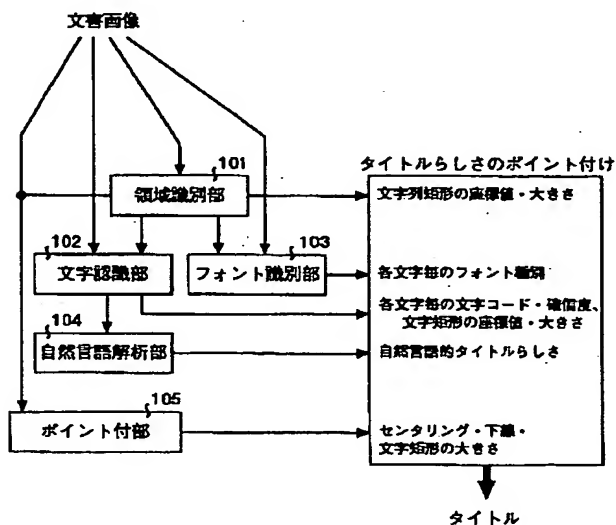 文書画像
101
領域識別部
タイトルらしさのポイント付け
文字列矩形の座標値・大きさ
102
文字認識部
103
フォント識別部
各文字毎のフォント種別
各文字毎の文字コード・確信度、
文字矩形の座標値・大きさ
104
自然言語解析部
自然言語的タイトルらしさ
105
ポイント付部
センタリング・下線・
文字矩形の大きさ
タイトル